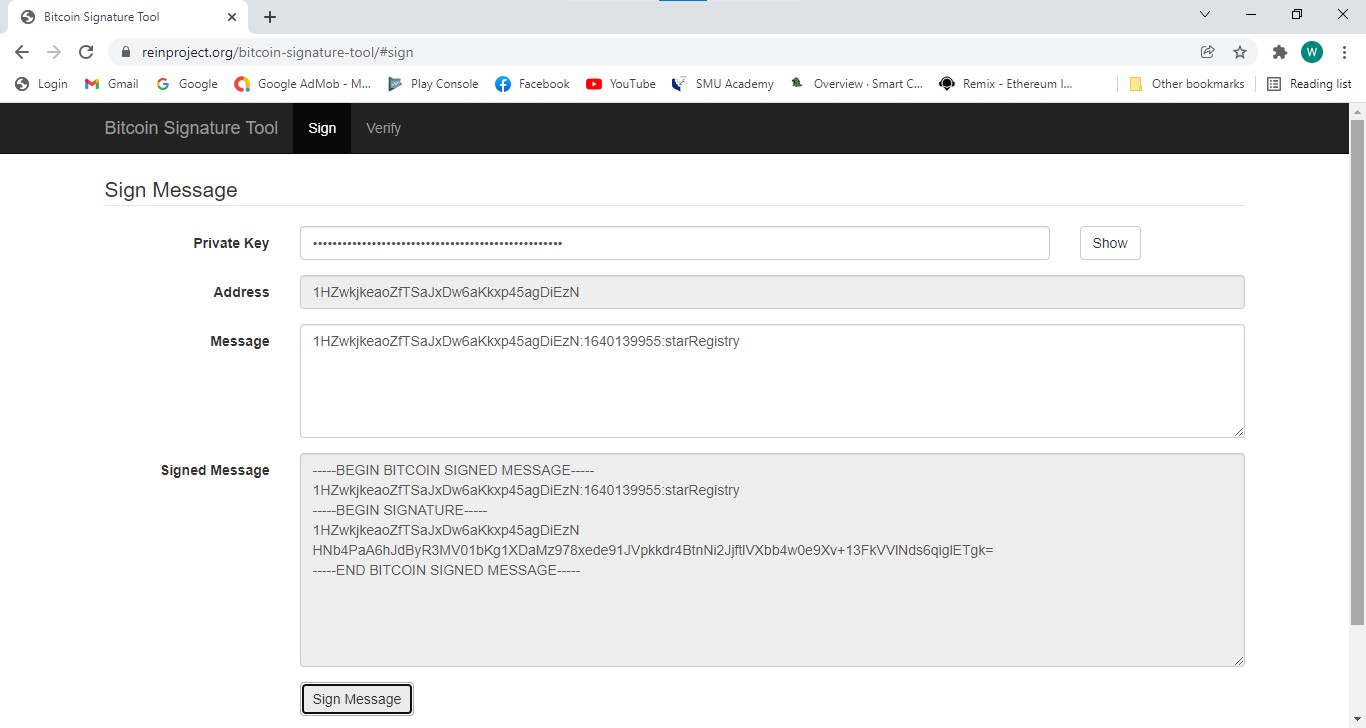 Bitcoin Signature Tool
reinproject.org/bitcoin-signature-tool/#sign
W
Login Gmail Google Google AdMob - M... Play Console Facebook YouTube SMU Academy Overview · Smart C... Remix - Ethereum I... Other bookmarks Reading list
Bitcoin Signature Tool Sign Verify
Sign Message
Private Key •••••••••••••••••••••••••••••••••••••••••••••••••••• Show
Address 1HZwkjkeaoZfTSaJxDw6aKkxp45agDiEzN
Message 1HZwkjkeaoZfTSaJxDw6aKkxp45agDiEzN:1640139955:starRegistry
Signed Message -----BEGIN BITCOIN SIGNED MESSAGE-----
1HZwkjkeaoZfTSaJxDw6aKkxp45agDiEzN:1640139955:starRegistry
-----BEGIN SIGNATURE-----
1HZwkjkeaoZfTSaJxDw6aKkxp45agDiEzN
HNb4PaA6hJdByR3MV01bKg1XDaMz978xede91JVpkkdr4BtnNi2JjftlVXbb4w0e9Xv+13FkVVlNds6qiglETgk=
-----END BITCOIN SIGNED MESSAGE-----
Sign Message